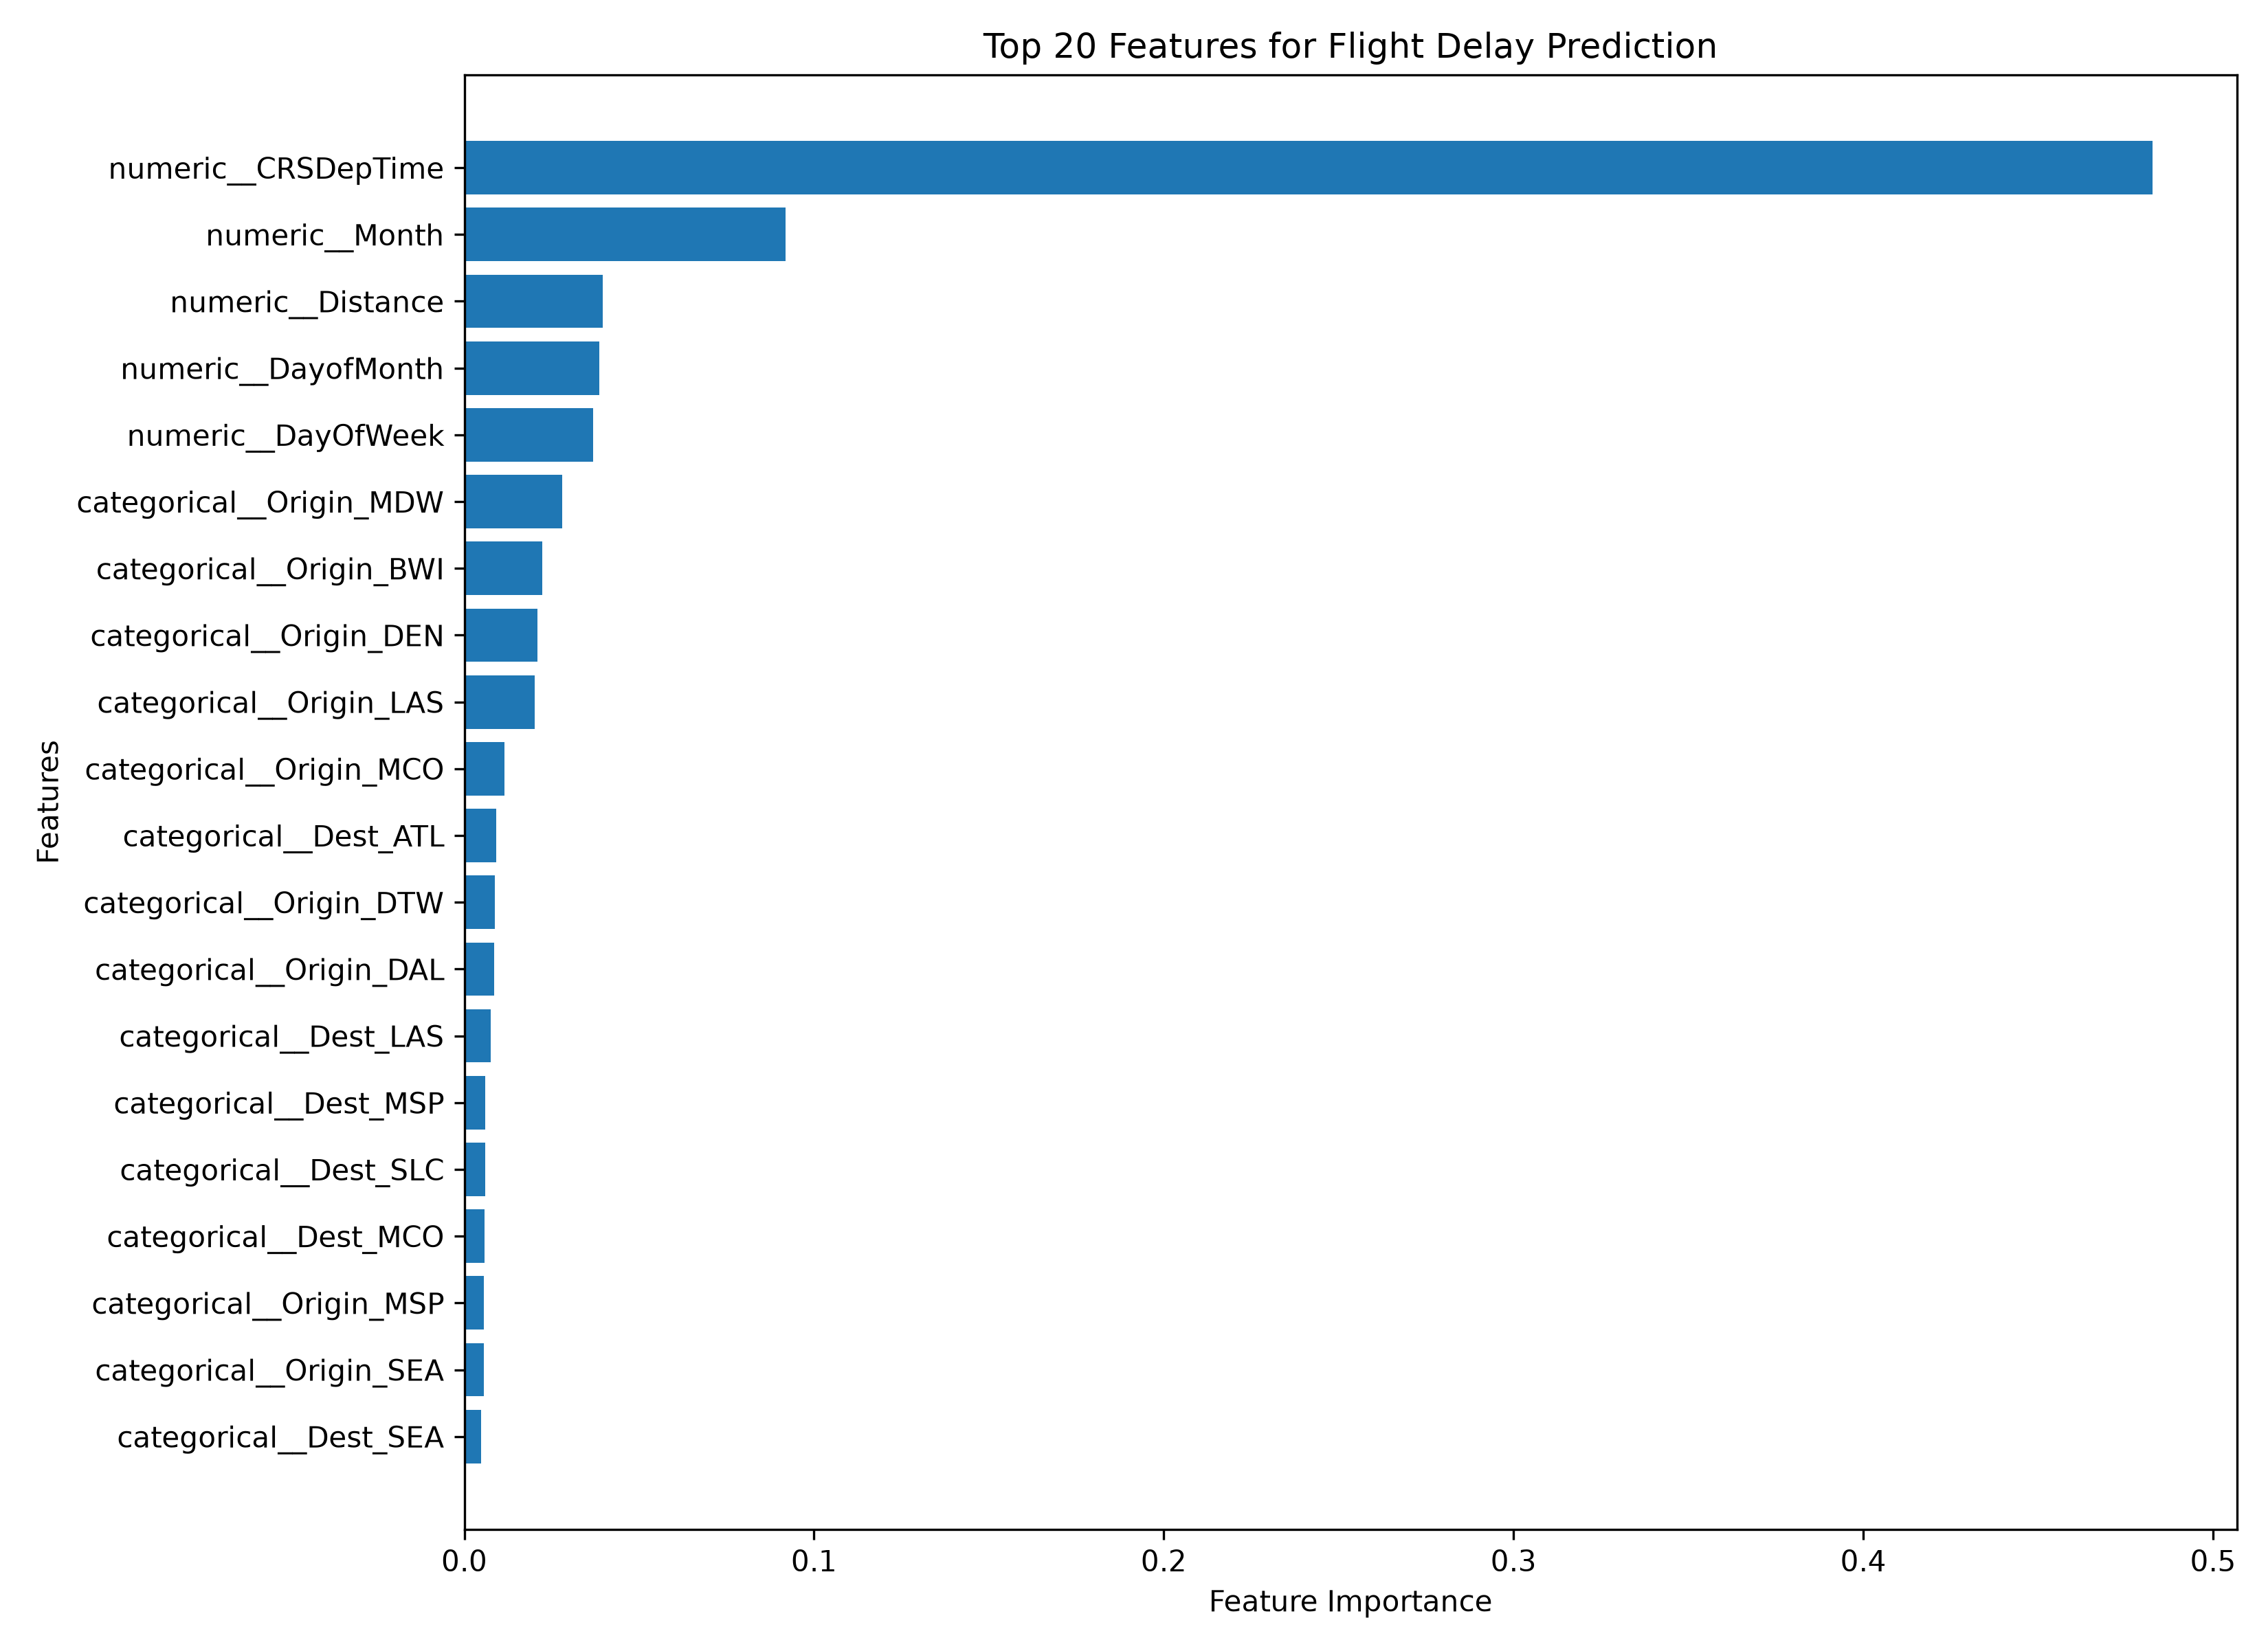 Top 20 Features for Flight Delay Prediction
numeric__CRSDepTime
numeric__Month
numeric__Distance
numeric__DayofMonth
numeric__DayOfWeek
categorical__Origin_MDW
categorical__Origin_BWI
categorical__Origin_DEN
categorical__Origin_LAS
categorical__Origin_MCO
categorical__Dest_ATL
categorical__Origin_DTW
categorical__Origin_DAL
categorical__Dest_LAS
categorical__Dest_MSP
categorical__Dest_SLC
categorical__Dest_MCO
categorical__Origin_MSP
categorical__Origin_SEA
categorical__Dest_SEA
Features
0.0 0.1 0.2 0.3 0.4 0.5
Feature Importance